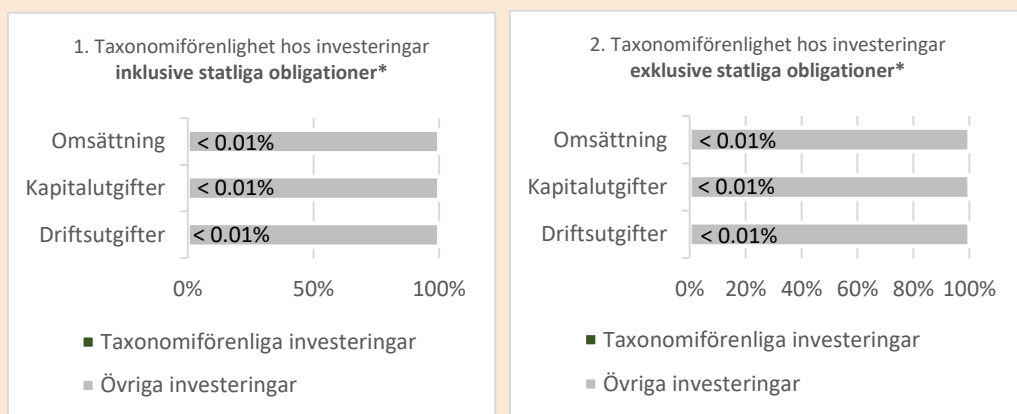 1. Taxonomiförenlighet hos investeringar
inklusive statliga obligationer*
Omsättning
< 0.01%
Kapitalutgifter
< 0.01%
Driftsutgifter
< 0.01%
0% 50% 100%
Taxonomiförenliga investeringar
Övriga investeringar
2. Taxonomiförenlighet hos investeringar
exklusive statliga obligationer*
Omsättning
< 0.01%
Kapitalutgifter
< 0.01%
Driftsutgifter
< 0.01%
0% 20% 40% 60% 80% 100%
Taxonomiförenliga investeringar
Övriga investeringar